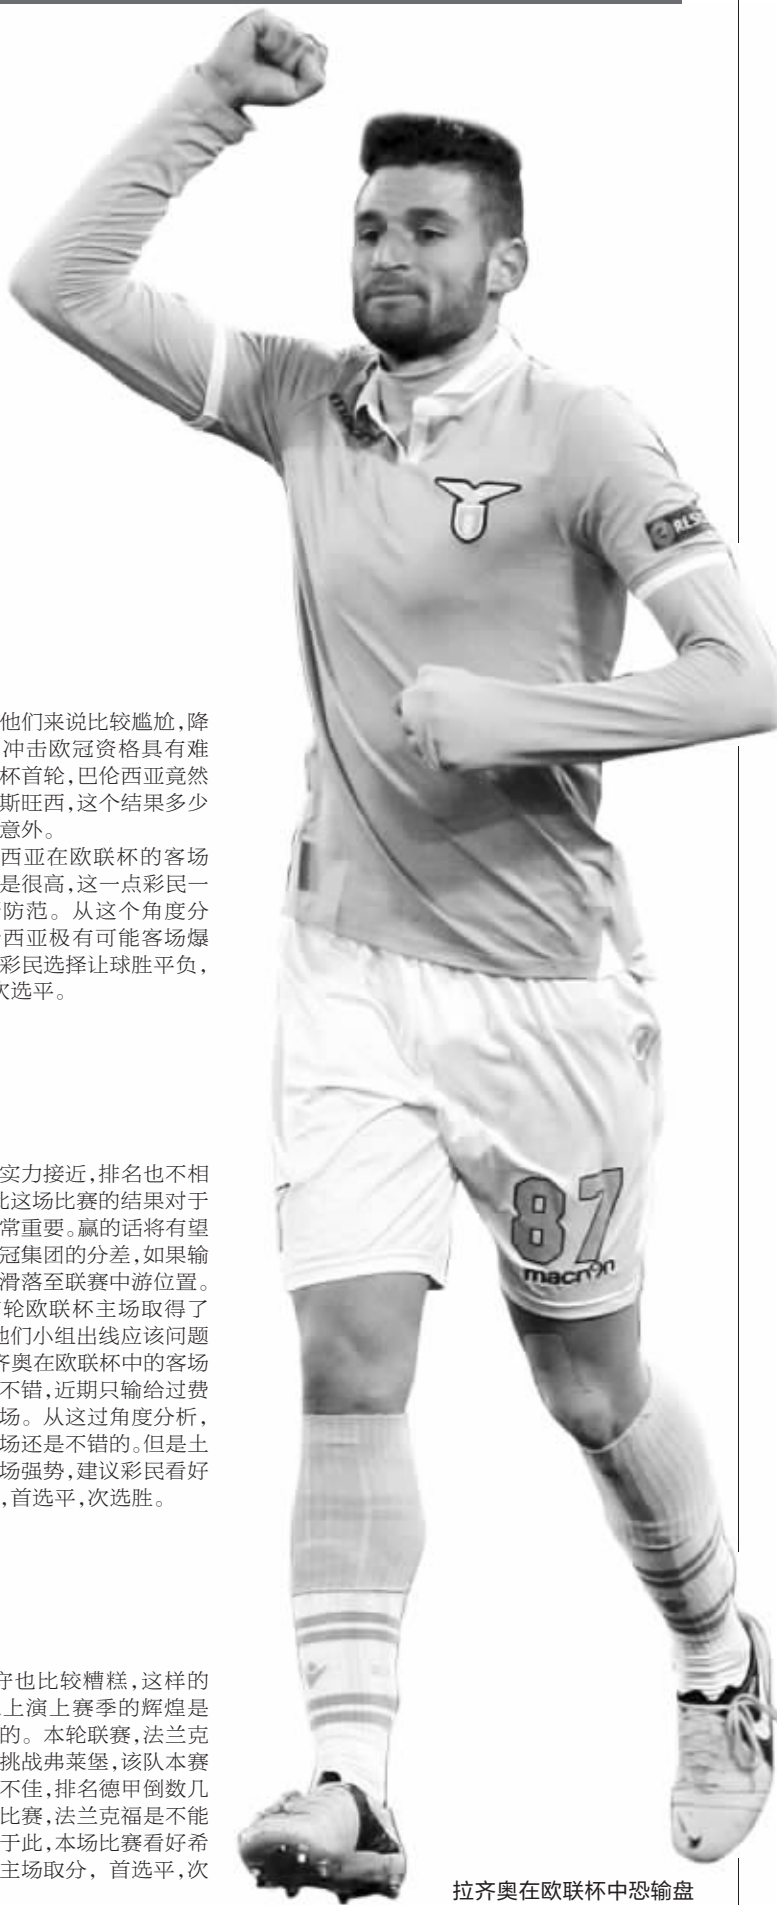 他们来说比较尴尬,降
冲击欧冠资格具有难
杯首轮,巴伦西亚竟然
斯旺西,这个结果多少
意外。
西亚在欧联杯的客场
是很高,这一点彩民一
防范。从这个角度分
西亚极有可能客场爆
彩民选择让球胜平负,
次选平。
实力接近,排名也不相
此这场比赛的结果对于
常重要。赢的话将有望
冠集团的分差,如果输
滑落至联赛中游位置。
轮欧联杯主场取得了
他们小组出线应该问题
齐奥在欧联杯中的客场
不错,近期只输给过费
场。从这过角度分析,
场还是不错的。但是土
场强势,建议彩民看好
,首选平,次选胜。
守也比较糟糕,这样的
上演上赛季的辉煌是
的。本轮联赛,法兰克
挑战弗莱堡,该队本赛
不佳,排名德甲倒数几
比赛,法兰克福是不能
于此,本场比赛看好希
主场取分,首选平,次
87
macron
拉齐奥在欧联杯中恐输盘